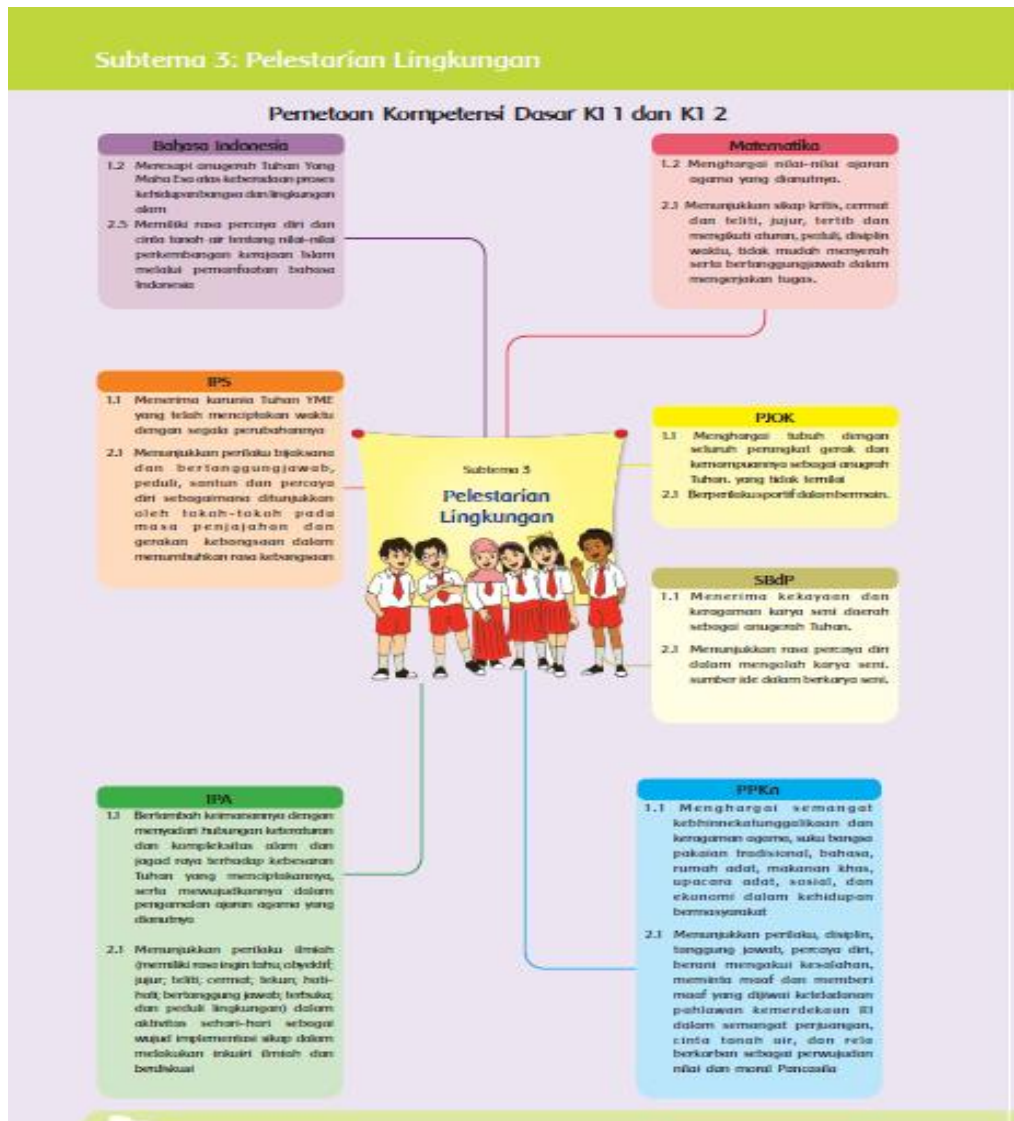 Subtema 3: Pelestarian Lingkungan
Pemetaan Kompetensi Dasar KI 1 dan K1 2
Bahasa Indonesia
1.2 Meresapi anugerah Tuhan Yang
Maha Esa atas keberadaan proses
kehidupan bangsa dan lingkungan
alam
2.5 Memiliki rasa percaya diri dan
cinta tanah air tentang nilai-nilai
perkembangan kerajaan Islam
melalui pemanfaatan bahasa
Indonesia
Matematika
1.2 Menghargai nilai-nilai ajaran
agama yang dianutnya.
2.1 Menunjukkan sikap kritis, cermat
dan teliti, jujur, tertib dan
mengikuti aturan, peduli, disiplin
waktu, tidak mudah menyerah
serta bertanggungjawab dalam
mengerjakan tugas.
IPS
1.1 Menerima karunia Tuhan YME
yang telah menciptakan waktu
dengan segala perubahannya
2.1 Menunjukkan perilaku bijaksana
dan bertanggungjawab,
peduli, santun dan percaya
diri sebagaimana ditunjukkan
oleh tokoh-tokoh pada
masa penjajahan dan
gerakan kebangsaan dalam
menumbuhkan rasa kebangsaan
PJOK
1.1 Menghargai tubuh dengan
seluruh perangkat gerak dan
kemampuannya sebagai anugrah
Tuhan. yang tidak ternilai
2.1 Berperilaku sportif dalam bermain.
Subtema 3
Pelestarian
Lingkungan
SBdP
1.1 Menerima kekayaan dan
keragaman karya seni daerah
sebagai anugerah Tuhan.
2.1 Menunjukkan rasa percaya diri
dalam mengolah karya seni.
sumber ide dalam berkarya seni.
IPA
1.1 Bertambah keimanannya dengan
menyadari hubungan keteraturan
dan kompleksitas alam dan
jagad raya terhadap kebesaran
Tuhan yang menciptakannya,
serta mewujudkannya dalam
pengamalan ajaran agama yang
dianutnya
2.1 Menunjukkan perilaku ilmiah
(memiliki rasa ingin tahu; obyektif;
jujur; teliti; cermat; tekun; hati-
hati; bertanggung jawab; terbuka;
dan peduli lingkungan) dalam
aktivitas sehari-hari sebagai
wujud implementasi sikap dalam
melakukan inkuiri ilmiah dan
berdiskusi
PPKn
1.1 Menghargai semangat
kebhinnekatunggalikaan dan
keragaman agama, suku bangsa
pakaian tradisional, bahasa,
rumah adat, makanan khas,
upacara adat, sosial, dan
ekonomi dalam kehidupan
bermasyarakat
2.1 Menunjukkan perilaku, disiplin,
tanggung jawab, percaya diri,
berani mengakui kesalahan,
meminta maaf dan memberi
maaf yang dijiwai keteladanan
pahlawan kemerdekaan RI
dalam semangat perjuangan,
cinta tanah air, dan rela
berkorban sebagai perwujudan
nilai dan moral Pancasila